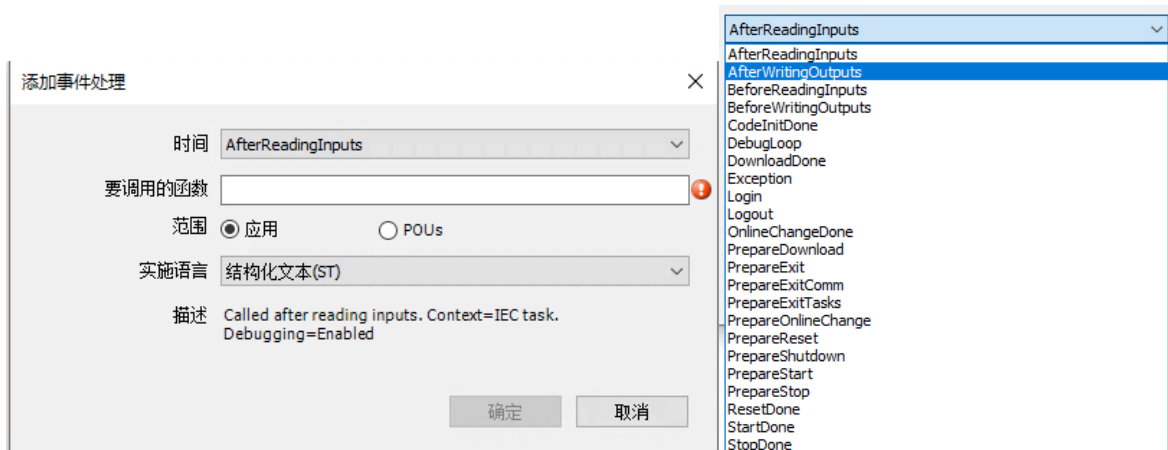 添加事件处理
时间 AfterReadingInputs
要调用的函数
范围 应用 POUs
实施语言 结构化文本(ST)
描述 Called after reading inputs. Context=IEC task.
Debugging=Enabled
确定 取消
AfterReadingInputs
AfterReadingInputs
AfterWritingOutputs
BeforeReadingInputs
BeforeWritingOutputs
CodeInitDone
DebugLoop
DownloadDone
Exception
Login
Logout
OnlineChangeDone
PrepareDownload
PrepareExit
PrepareExitComm
PrepareExitTasks
PrepareOnlineChange
PrepareReset
PrepareShutdown
PrepareStart
PrepareStop
ResetDone
StartDone
StopDone